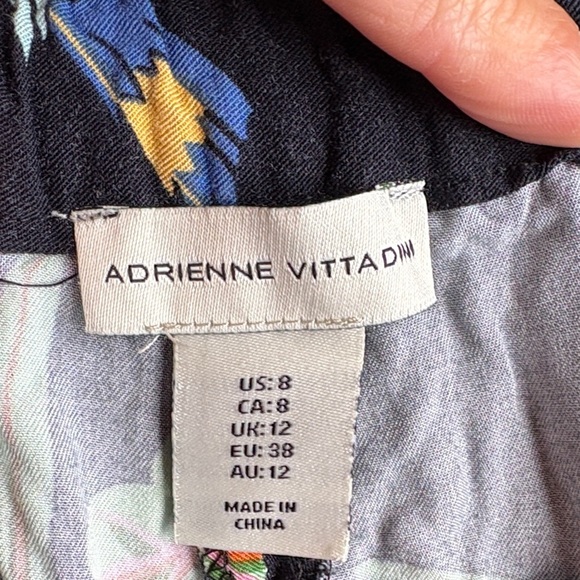 ADRIENNE VITTADINI
US: 8
CA: 8
UK: 12
EU: 38
AU: 12
MADE IN
CHINA